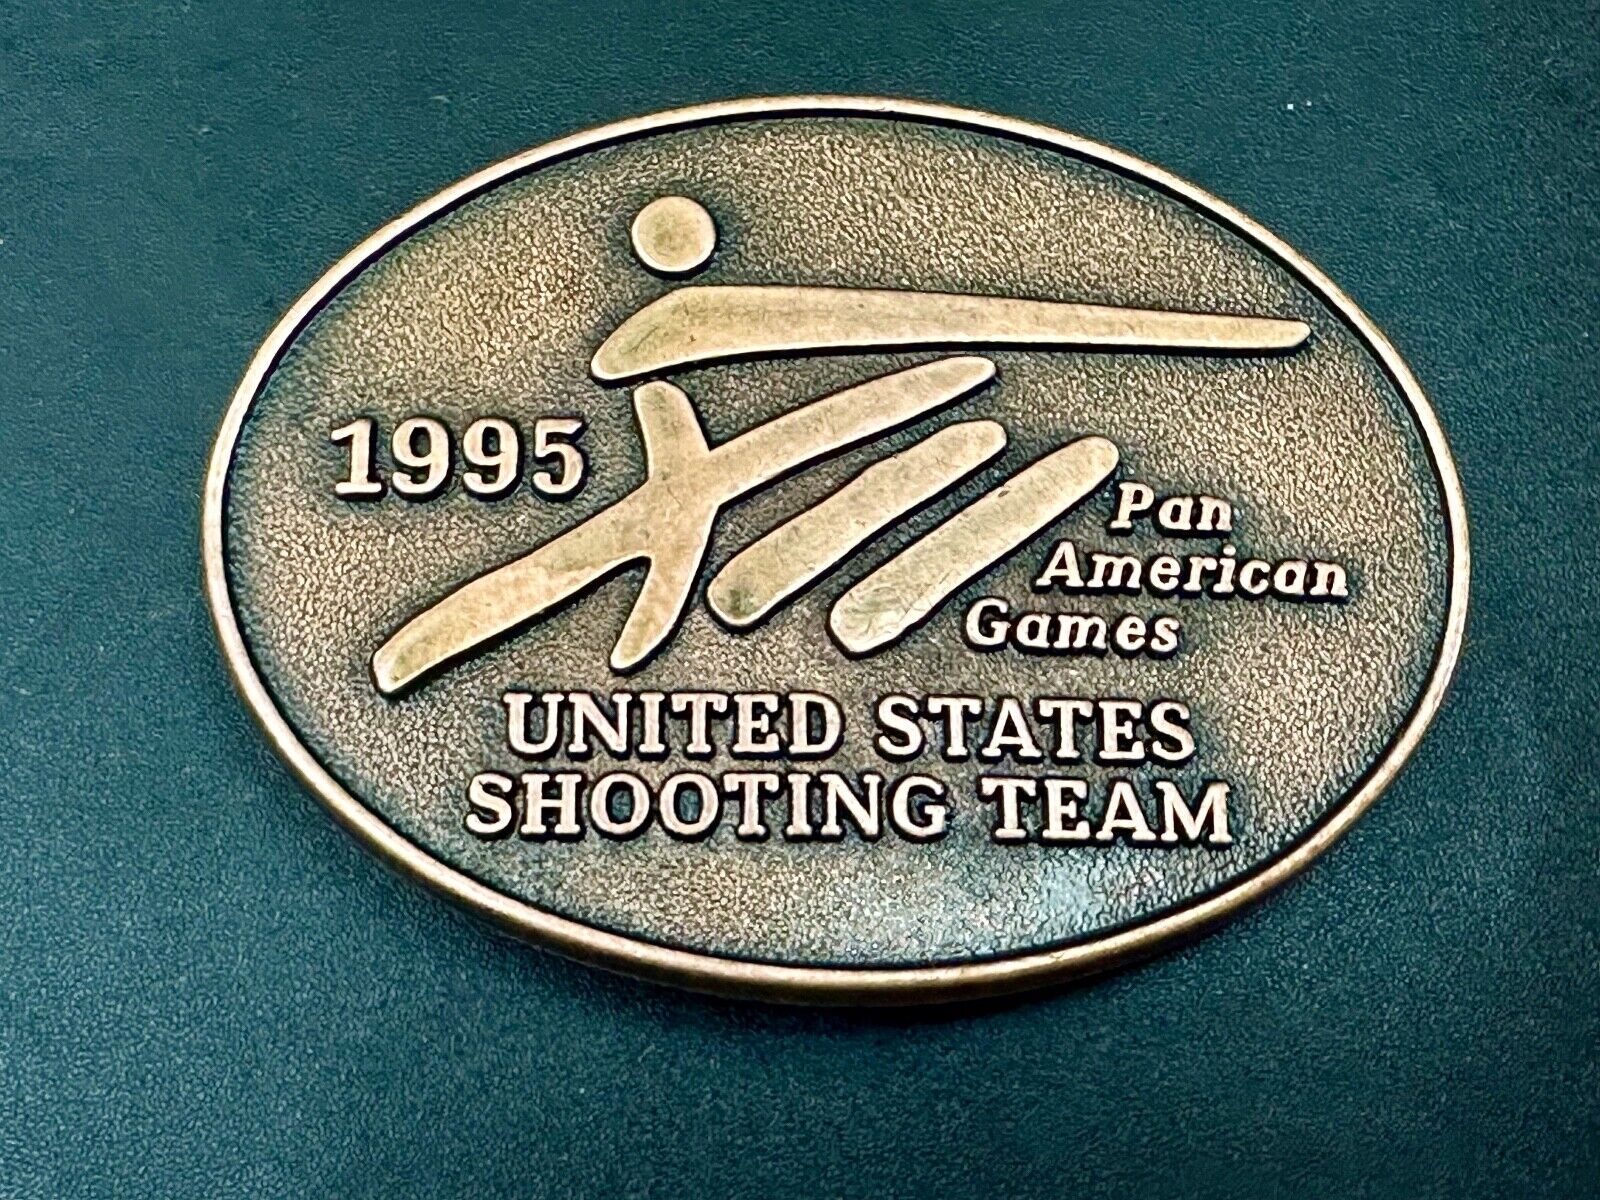 1995
Pan
American
Games
UNITED STATES
SHOOTING TEAM